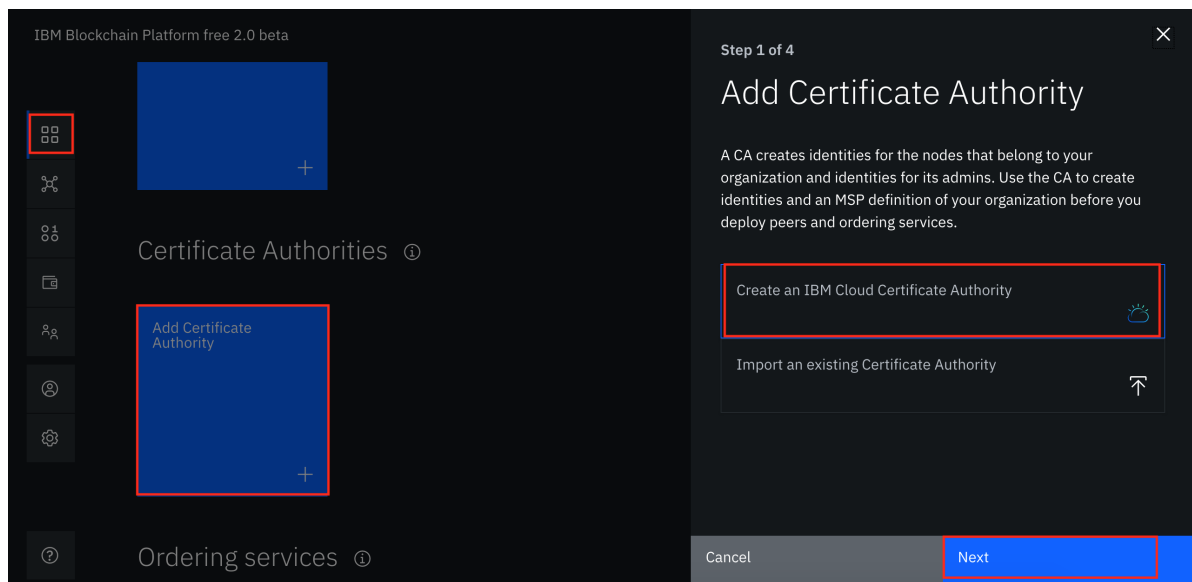 IBM Blockchain Platform free 2.0 beta
Certificate Authorities
Add Certificate
Authority
Ordering services
Step 1 of 4
Add Certificate Authority
A CA creates identities for the nodes that belong to your
organization and identities for its admins. Use the CA to create
identities and an MSP definition of your organization before you
deploy peers and ordering services.
Create an IBM Cloud Certificate Authority
Import an existing Certificate Authority
Cancel
Next